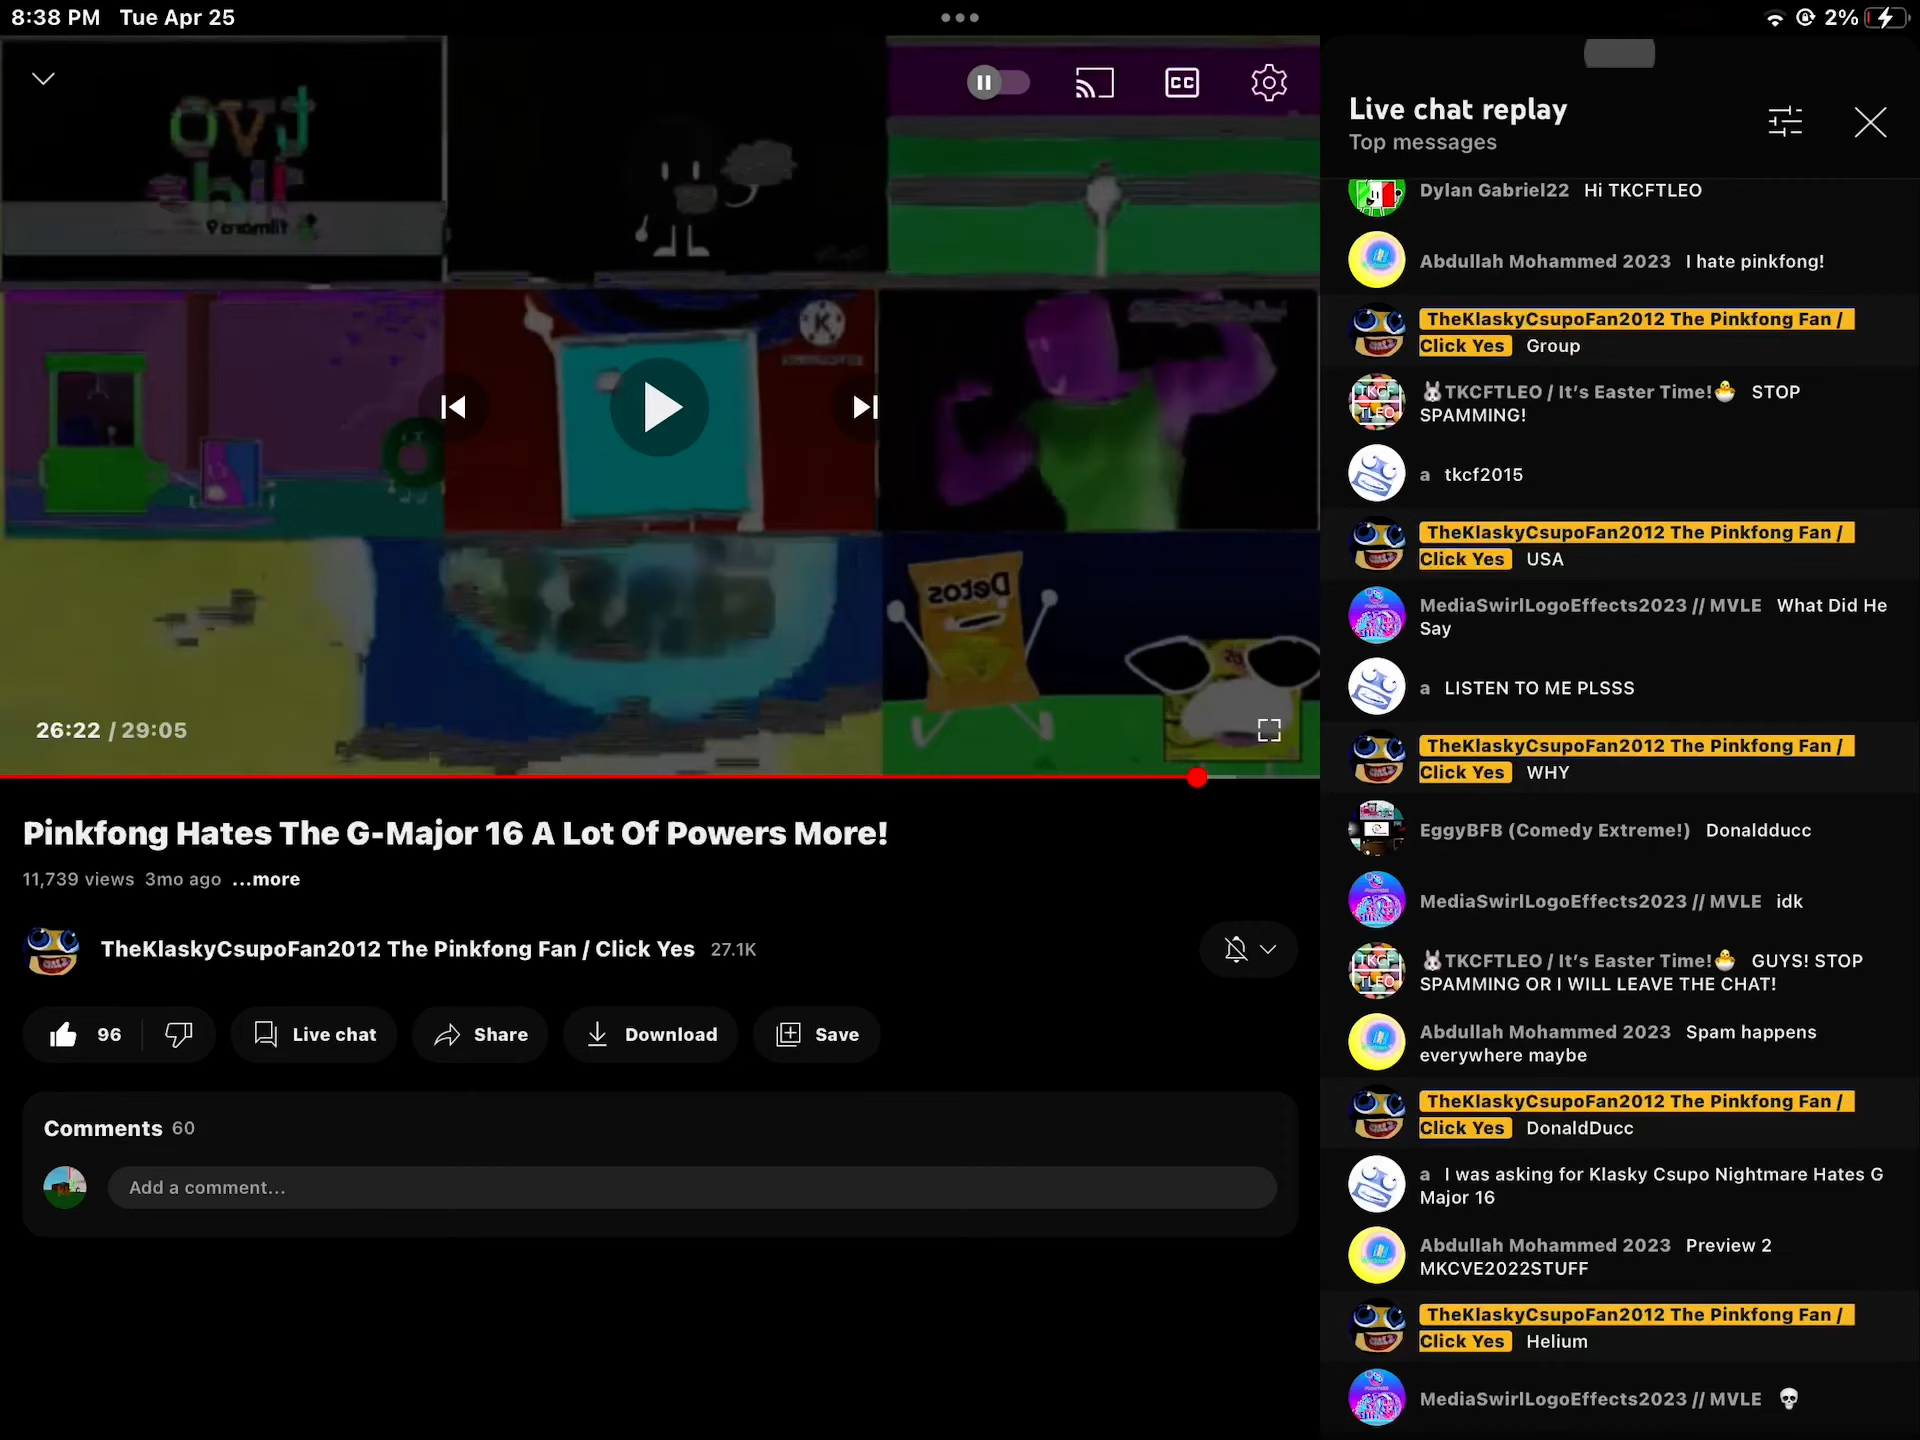 8:38 PM Tue Apr 25
2%
CC
K
Detos
26:22 / 29:05
Pinkfong Hates The G-Major 16 A Lot Of Powers More!
11,739 views 3mo ago ...more
TheKlaskyCsupoFan2012 The Pinkfong Fan / Click Yes 27.1K
96 Live chat Share Download Save
Comments 60
Add a comment...
Live chat replay
Top messages
Dylan Gabriel22 Hi TKCFTLEO
Abdullah Mohammed 2023 I hate pinkfong!
TheKlaskyCsupoFan2012 The Pinkfong Fan /
Click Yes Group
🐰TKCFTLEO / It's Easter Time!🐣 STOP
SPAMMING!
a tkcf2015
TheKlaskyCsupoFan2012 The Pinkfong Fan /
Click Yes USA
MediaSwirlLogoEffects2023 // MVLE What Did He
Say
a LISTEN TO ME PLSSS
TheKlaskyCsupoFan2012 The Pinkfong Fan /
Click Yes WHY
EggyBFB (Comedy Extreme!) Donaldducc
MediaSwirlLogoEffects2023 // MVLE idk
🐰TKCFTLEO / It's Easter Time!🐣 GUYS! STOP
SPAMMING OR I WILL LEAVE THE CHAT!
Abdullah Mohammed 2023 Spam happens
everywhere maybe
TheKlaskyCsupoFan2012 The Pinkfong Fan /
Click Yes DonaldDucc
a I was asking for Klasky Csupo Nightmare Hates G
Major 16
Abdullah Mohammed 2023 Preview 2
MKCVE2022STUFF
TheKlaskyCsupoFan2012 The Pinkfong Fan /
Click Yes Helium
MediaSwirlLogoEffects2023 // MVLE 💀